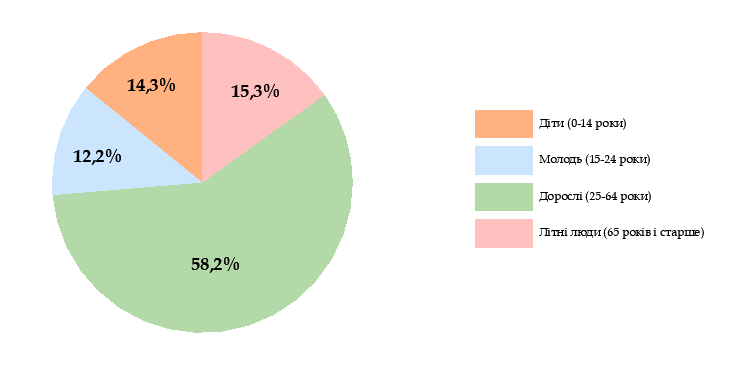 14,3%
15,3%
12,2%
58,2%
Діти (0-14 роки)
Молодь (15-24 роки)
Дорослі (25-64 роки)
Літні люди (65 років і старше)